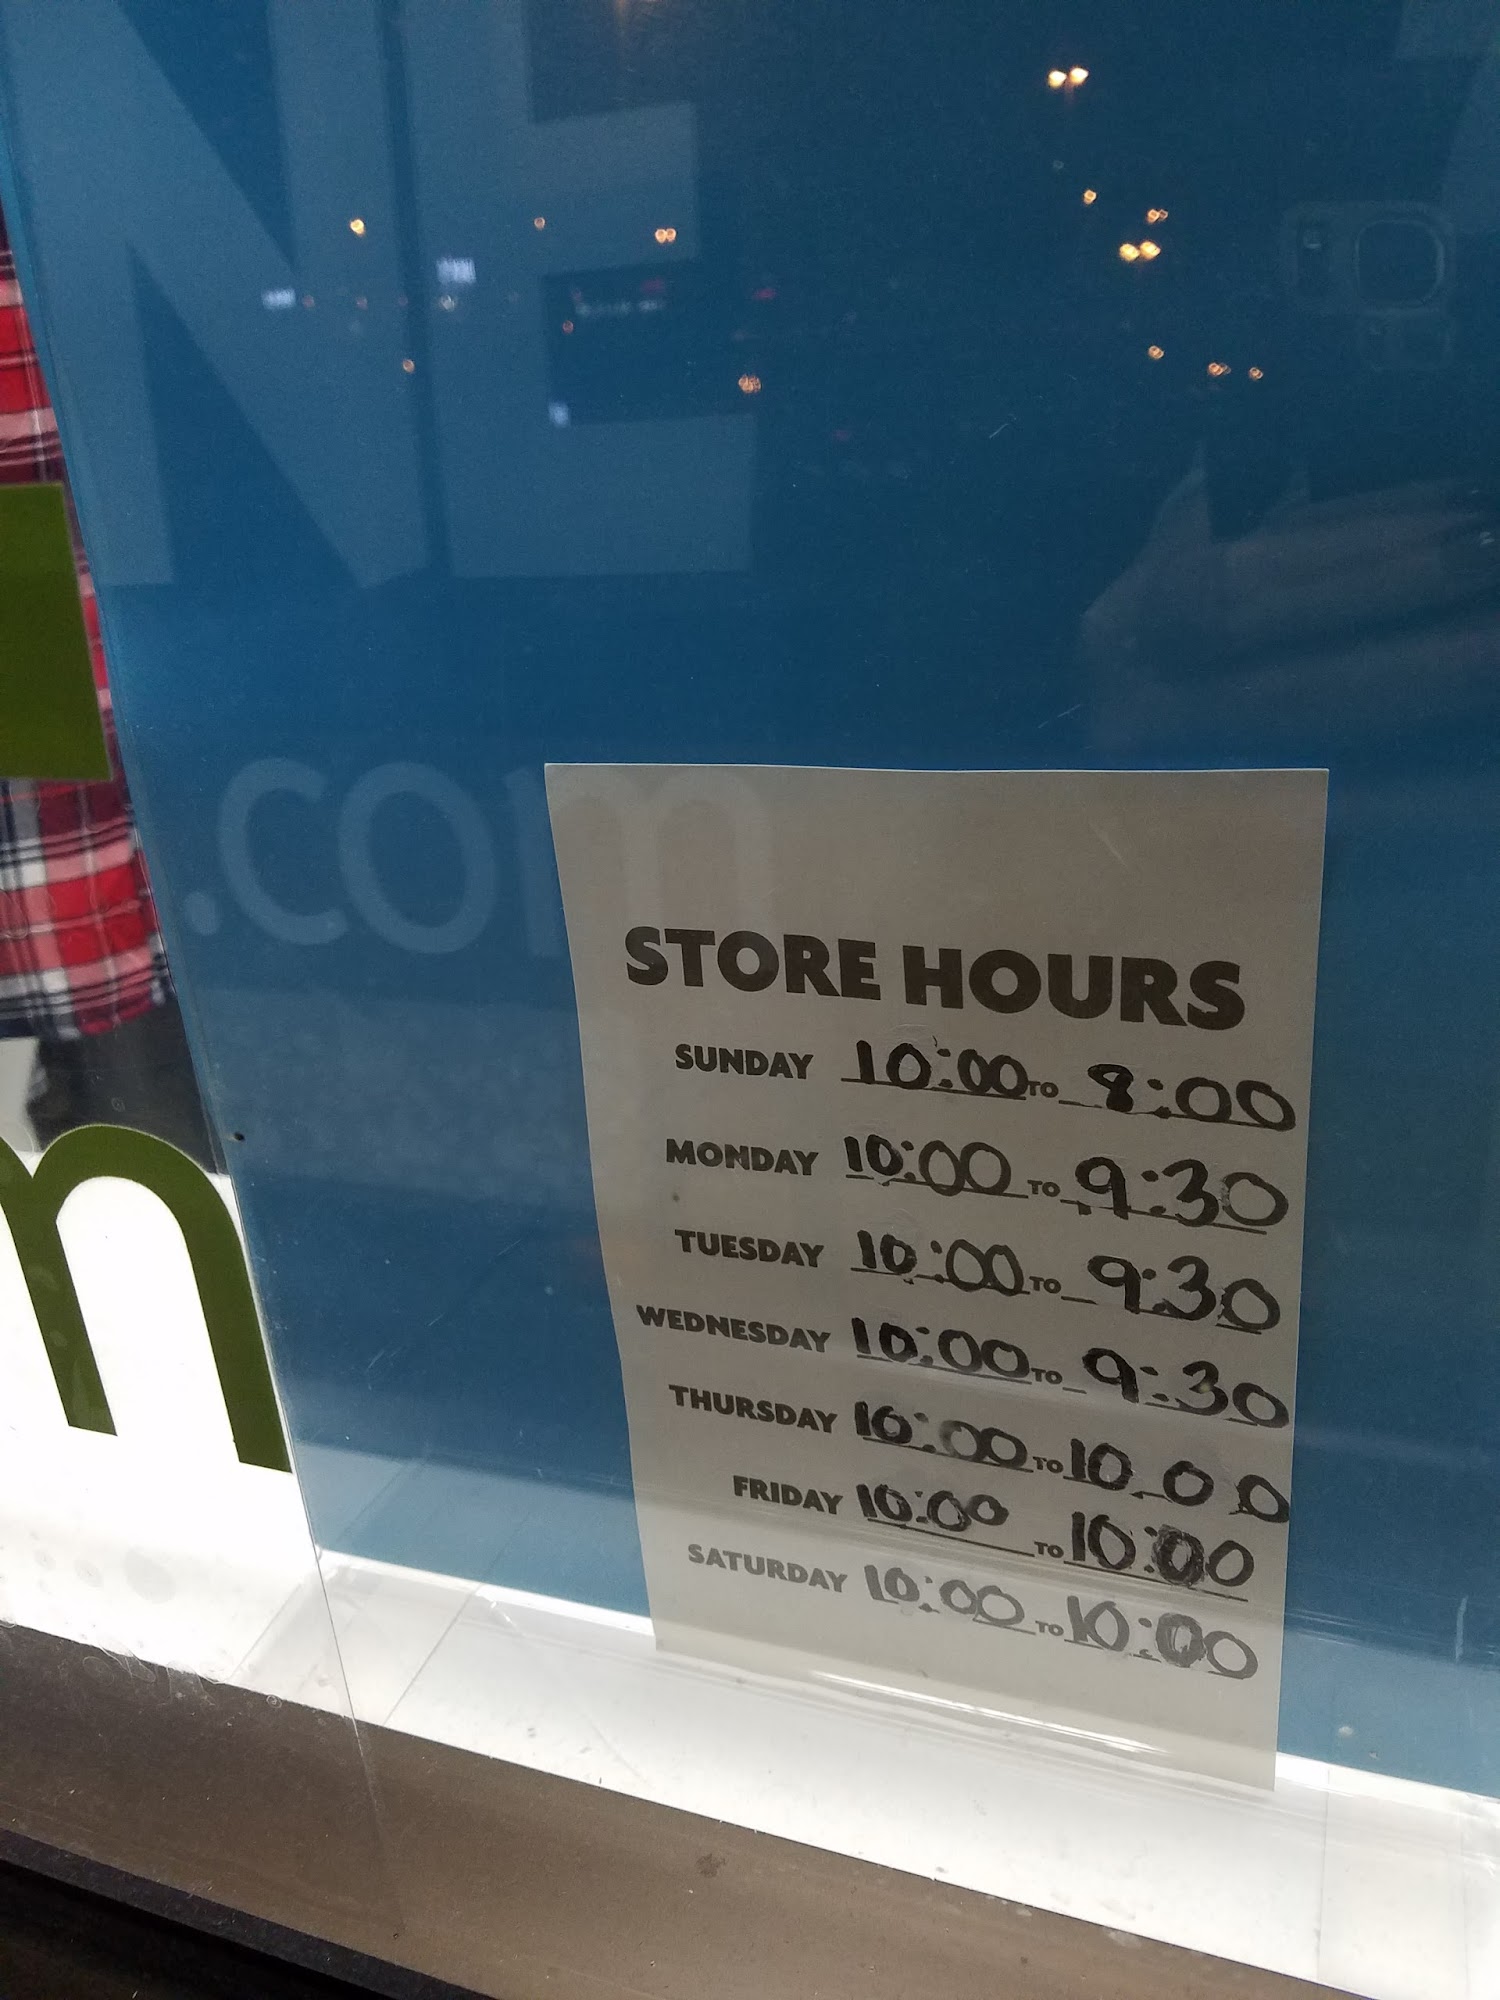 NE
.com
m
STORE HOURS
SUNDAY 10:00 TO 8:00
MONDAY 10:00 TO 9:30
TUESDAY 10:00 TO 9:30
WEDNESDAY 10:00 TO 9:30
THURSDAY 10:00 TO 10.00
FRIDAY 10:00 TO 10:00
SATURDAY 10:00 TO 10:00